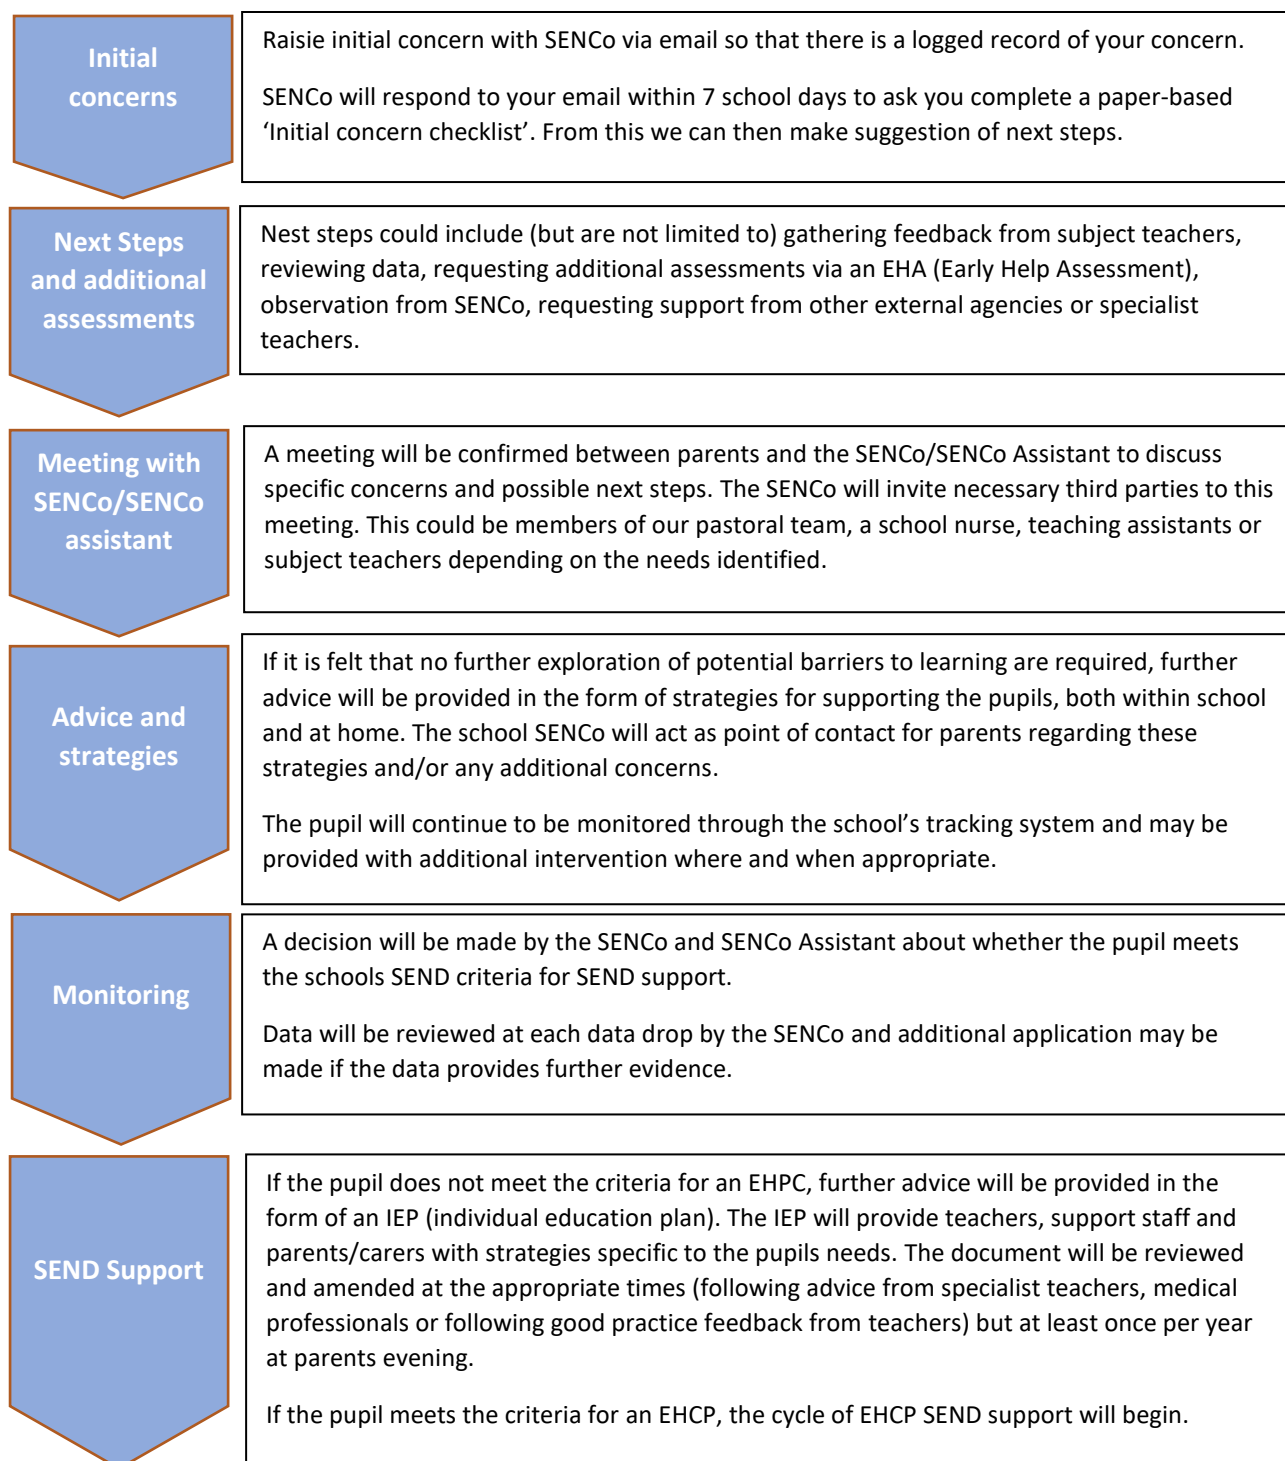 Initial
concerns
Raisie initial concern with SENCo via email so that there is a logged record of your concern.
SENCo will respond to your email within 7 school days to ask you complete a paper-based
‘Initial concern checklist’. From this we can then make suggestion of next steps.
Next Steps
and additional
assessments
Nest steps could include (but are not limited to) gathering feedback from subject teachers,
reviewing data, requesting additional assessments via an EHA (Early Help Assessment),
observation from SENCo, requesting support from other external agencies or specialist
teachers.
Meeting with
SENCo/SENCo
assistant
A meeting will be confirmed between parents and the SENCo/SENCo Assistant to discuss
specific concerns and possible next steps. The SENCo will invite necessary third parties to this
meeting. This could be members of our pastoral team, a school nurse, teaching assistants or
subject teachers depending on the needs identified.
Advice and
strategies
If it is felt that no further exploration of potential barriers to learning are required, further
advice will be provided in the form of strategies for supporting the pupils, both within school
and at home. The school SENCo will act as point of contact for parents regarding these
strategies and/or any additional concerns.
The pupil will continue to be monitored through the school’s tracking system and may be
provided with additional intervention where and when appropriate.
Monitoring
A decision will be made by the SENCo and SENCo Assistant about whether the pupil meets
the schools SEND criteria for SEND support.
Data will be reviewed at each data drop by the SENCo and additional application may be
made if the data provides further evidence.
SEND Support
If the pupil does not meet the criteria for an EHPC, further advice will be provided in the
form of an IEP (individual education plan). The IEP will provide teachers, support staff and
parents/carers with strategies specific to the pupils needs. The document will be reviewed
and amended at the appropriate times (following advice from specialist teachers, medical
professionals or following good practice feedback from teachers) but at least once per year
at parents evening.
If the pupil meets the criteria for an EHCP, the cycle of EHCP SEND support will begin.